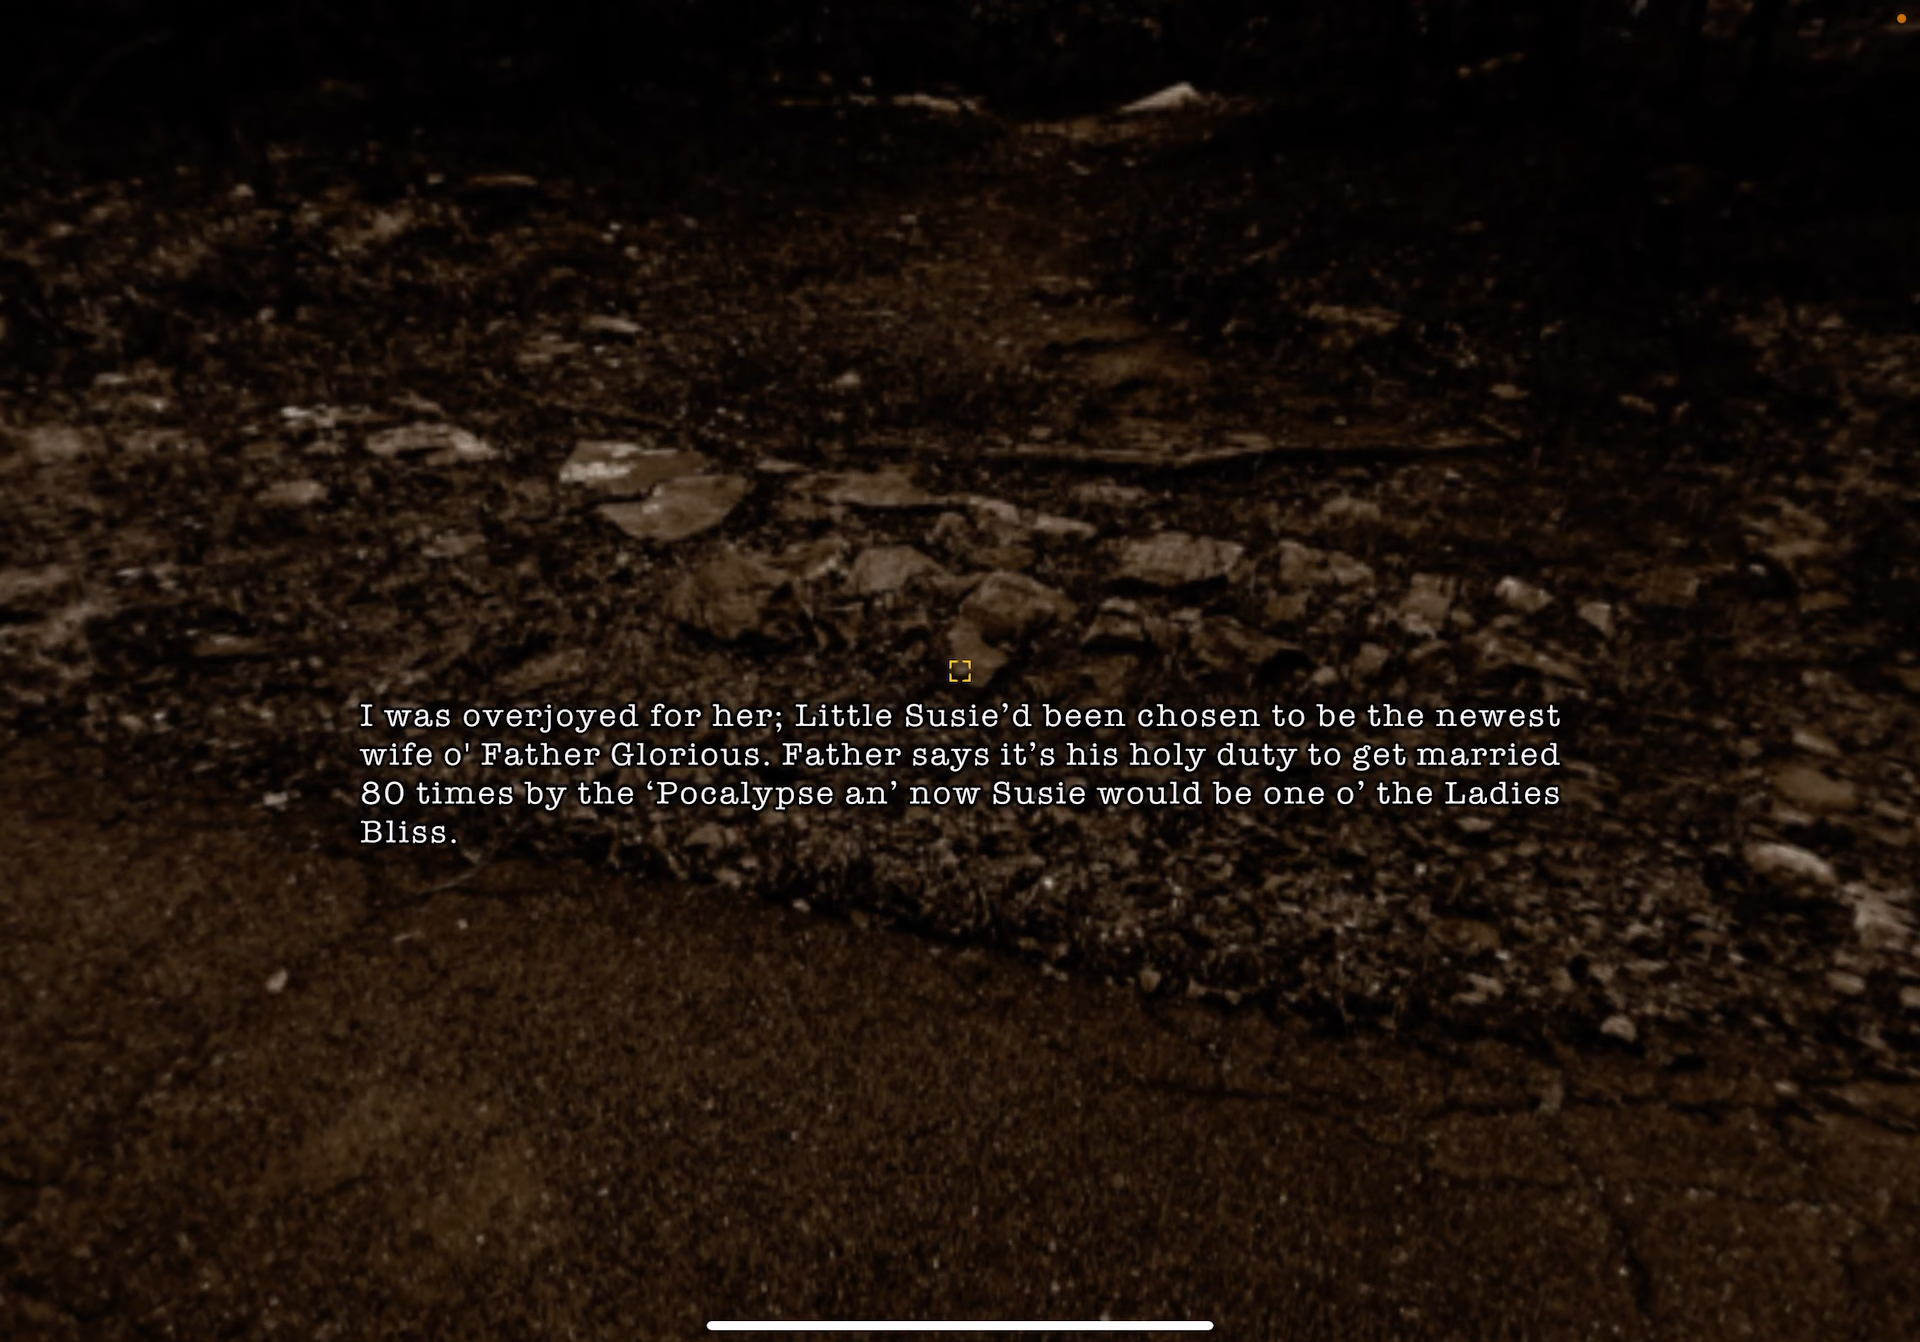 I was overjoyed for her; Little Susie’d been chosen to be the newest
wife o' Father Glorious. Father says it’s his holy duty to get married
80 times by the ‘Pocalypse an’ now Susie would be one o’ the Ladies
Bliss.